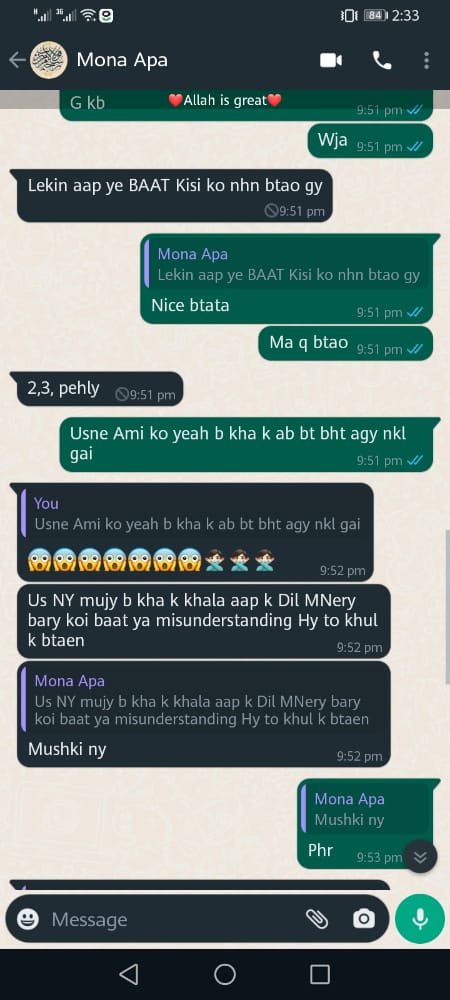 H 3G 84 2:33
Mona Apa
G kb ❤️Allah is great❤️ 9:51 pm
Wja 9:51 pm
Lekin aap ye BAAT Kisi ko nhn btao gy
9:51 pm
Mona Apa
Lekin aap ye BAAT Kisi ko nhn btao gy
Nice btata 9:51 pm
Ma q btao 9:51 pm
2,3, pehly 9:51 pm
Usne Ami ko yeah b kha k ab bt bht agy nkl
gai 9:51 pm
You
Usne Ami ko yeah b kha k ab bt bht agy nkl gai
😱😱😱😱😱😱😱🤦🏻‍♂️🤦🏻‍♂️🤦🏻‍♂️ 9:52 pm
Us NY mujy b kha k khala aap k Dil MNery
bary koi baat ya misunderstanding Hy to khul
k btaen 9:52 pm
Mona Apa
Us NY mujy b kha k khala aap k Dil MNery bary
koi baat ya misunderstanding Hy to khul k btaen
Mushki ny 9:52 pm
Mona Apa
Mushki ny
Phr 9:53 pm
Message